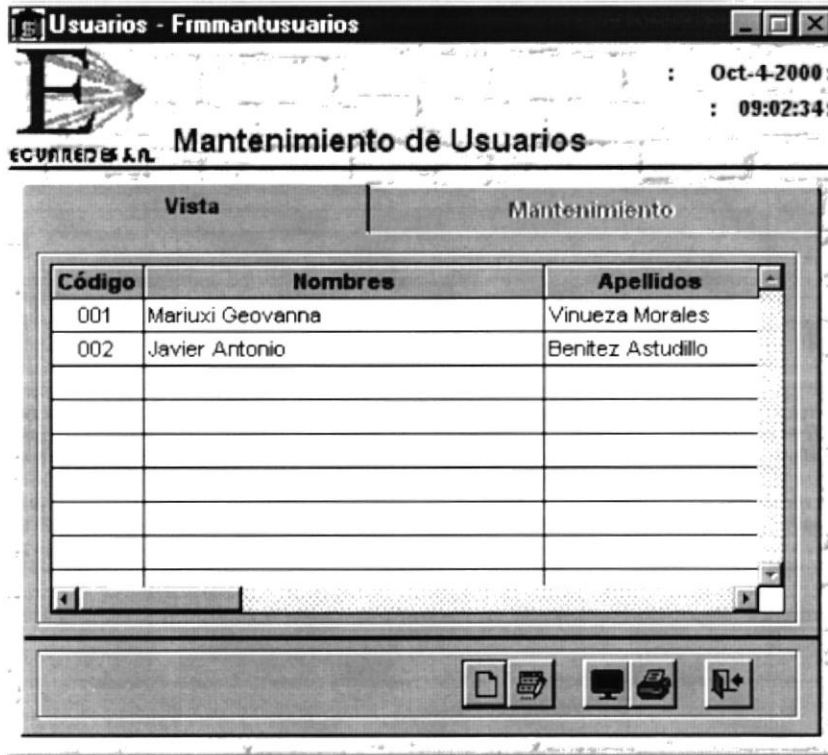 Usuarios - Frmmantusuarios
: Oct-4-2000
: 09:02:34
E
ECUAREDES S.A.
Mantenimiento de Usuarios
Vista Mantenimiento
Código Nombres Apellidos
001 Mariuxi Geovanna Vinueza Morales
002 Javier Antonio Benitez Astudillo